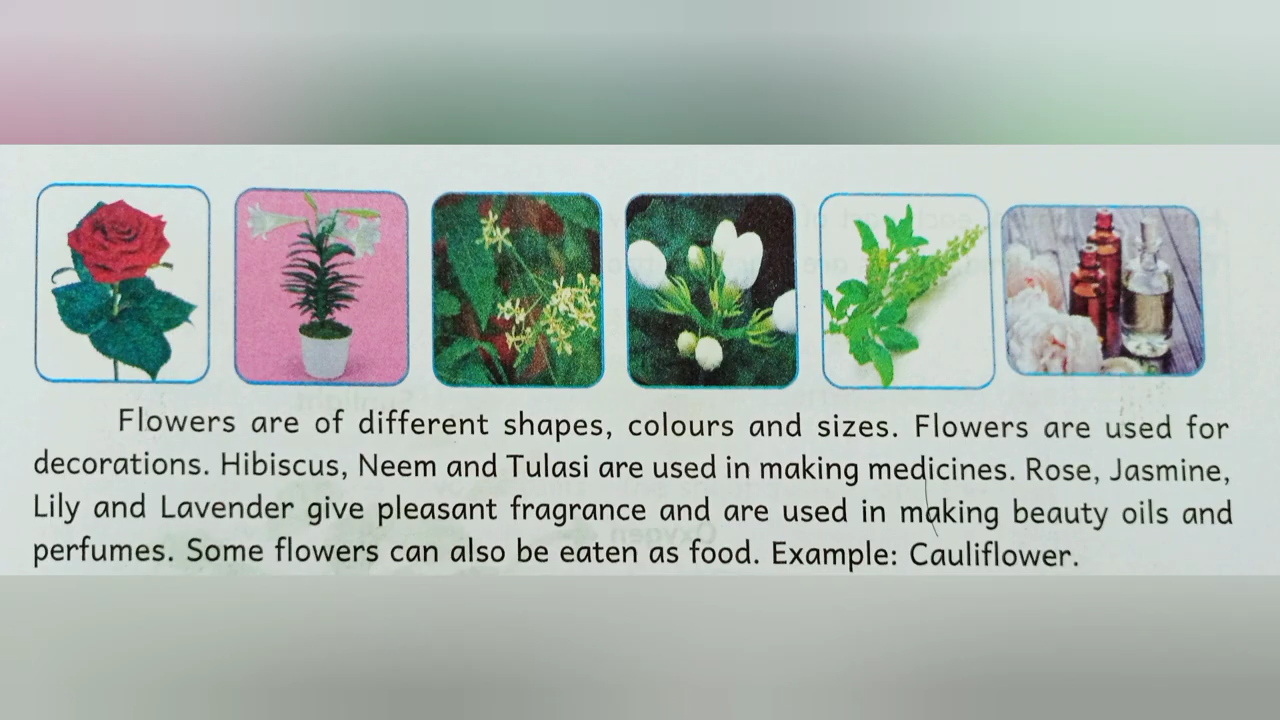 Flowers are of different shapes, colours and sizes. Flowers are used for
decorations. Hibiscus, Neem and Tulasi are used in making medicines. Rose, Jasmine,
Lily and Lavender give pleasant fragrance and are used in making beauty oils and
perfumes. Some flowers can also be eaten as food. Example: Cauliflower.